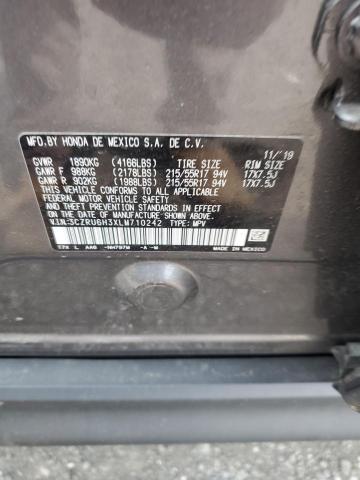 MFD.BY HONDA DE MEXICO S.A. DE C.V.
11/'19
GVWR 1890KG (4166LBS) TIRE SIZE RIM SIZE
GAWR F 988KG (2178LBS) 215/55R17 94V 17X7.5J
GAWR R 902KG (1988LBS) 215/55R17 94V 17X7.5J
THIS VEHICLE CONFORMS TO ALL APPLICABLE
FEDERAL MOTOR VEHICLE SAFETY AND THEFT
PREVENTION STANDARDS IN EFFECT ON THE
DATE OF MANUFACTURE SHOWN ABOVE.
V.I.N.:3CZRU6H3XLM710242 TYPE: MPV
T7X L AA6 -NH797M -A -M
MADE IN MEXICO